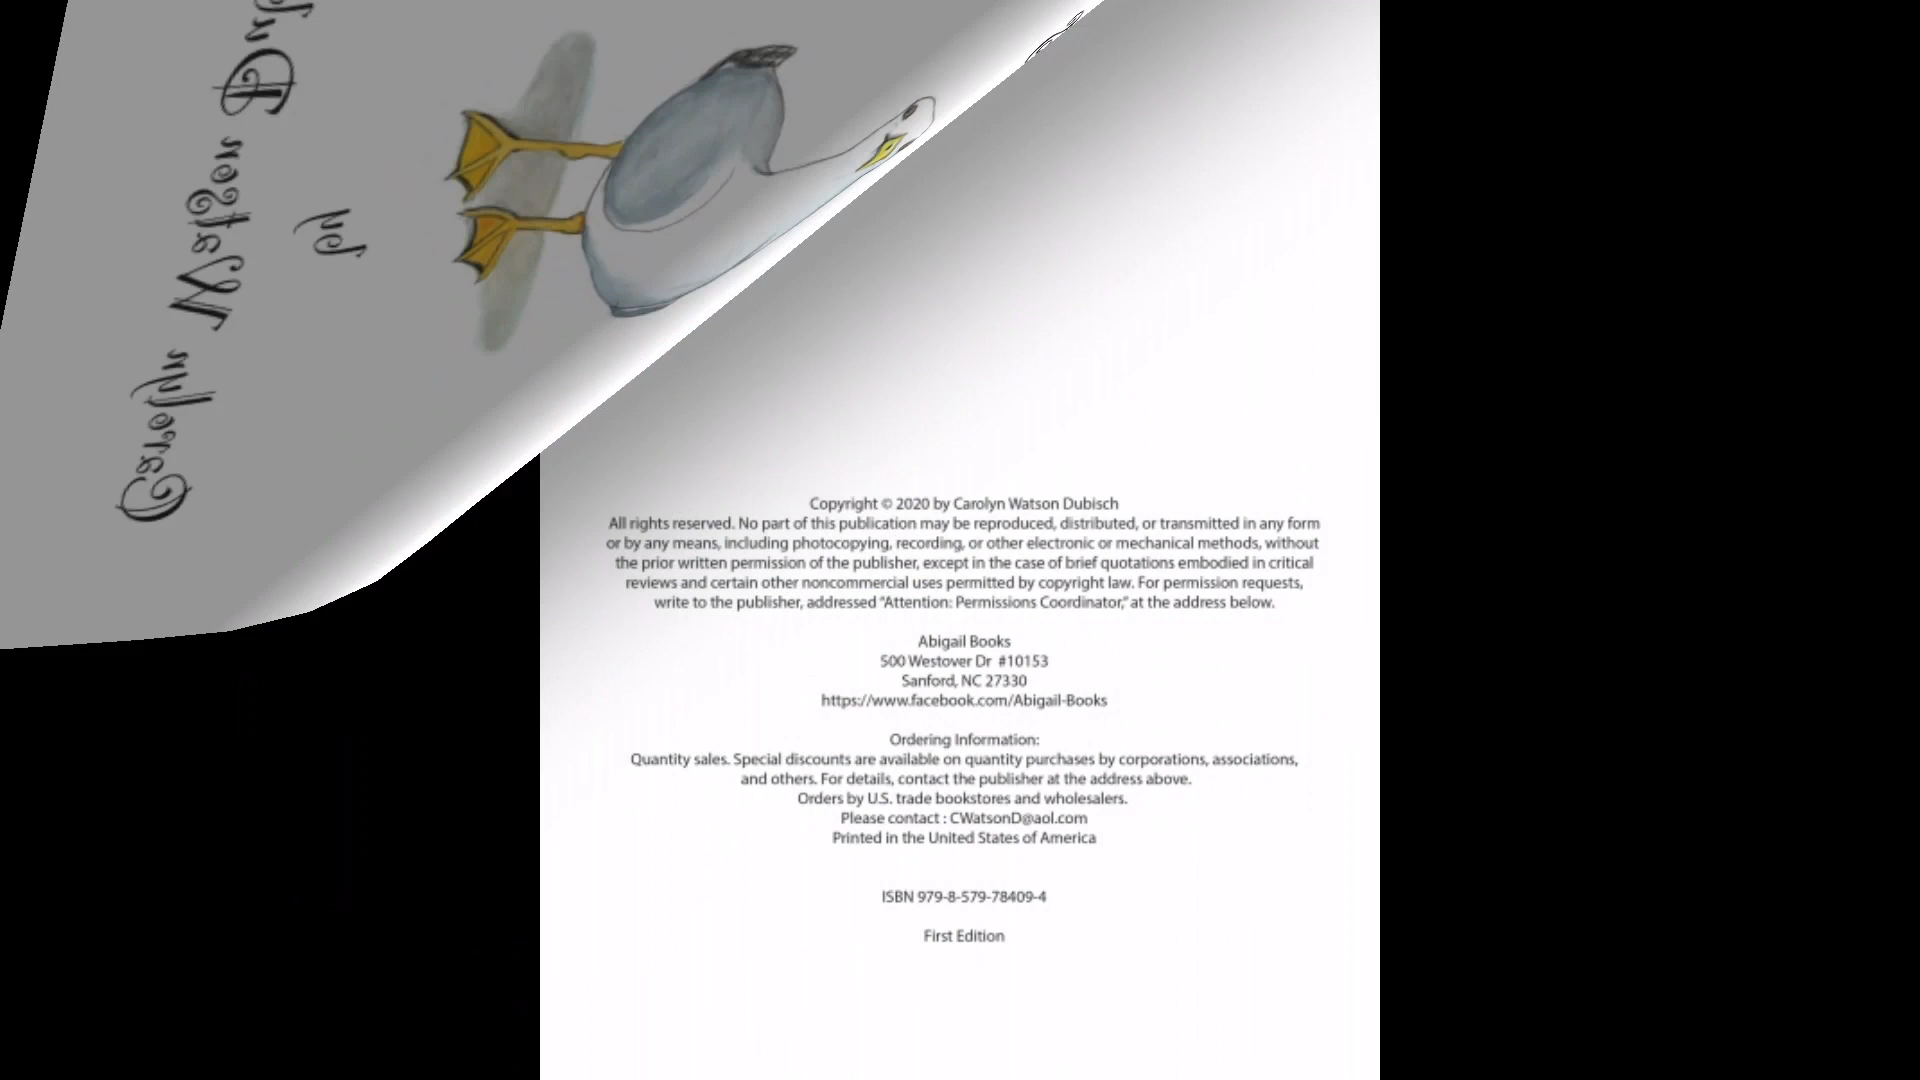 by
Carolyn Watson
Copyright © 2020 by Carolyn Watson Dubisch
All rights reserved. No part of this publication may be reproduced, distributed, or transmitted in any form
or by any means, including photocopying, recording, or other electronic or mechanical methods, without
the prior written permission of the publisher, except in the case of brief quotations embodied in critical
reviews and certain other noncommercial uses permitted by copyright law. For permission requests,
write to the publisher, addressed “Attention: Permissions Coordinator,” at the address below.
Abigail Books
500 Westover Dr #10153
Sanford, NC 27330
https://www.facebook.com/Abigail-Books
Ordering Information:
Quantity sales. Special discounts are available on quantity purchases by corporations, associations,
and others. For details, contact the publisher at the address above.
Orders by U.S. trade bookstores and wholesalers.
Please contact : CWatsonD@aol.com
Printed in the United States of America
ISBN 979-8-579-78409-4
First Edition